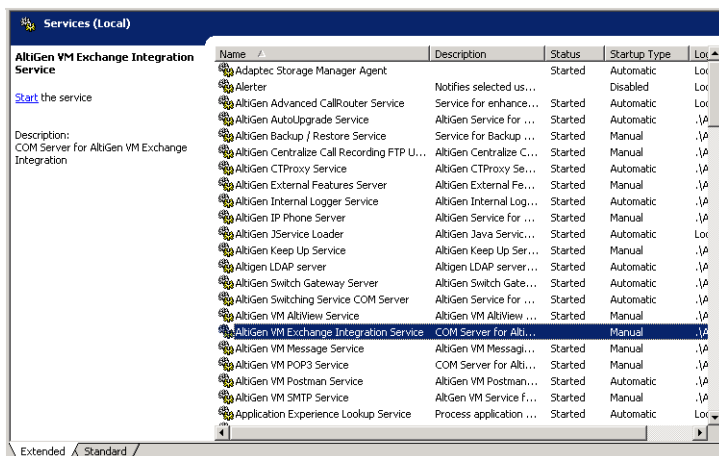 Services (Local)
AltiGen VM Exchange Integration
Service
Start the service
Description:
COM Server for AltiGen VM Exchange
Integration
Name Description Status Startup Type Loc
Adaptec Storage Manager Agent Started Automatic Loc
Alerter Notifies selected us... Disabled Loc
AltiGen Advanced CallRouter Service Service for enhance... Started Automatic Loc
AltiGen AutoUpgrade Service AltiGen Service for ... Started Automatic .\A
AltiGen Backup / Restore Service Service for Backup ... Started Manual .\A
AltiGen Centralize Call Recording FTP U... AltiGen Centralize C... Started Manual .\A
AltiGen CTProxy Service AltiGen CTProxy Se... Started Automatic .\A
AltiGen External Features Server AltiGen External Fe... Started Manual .\A
AltiGen Internal Logger Service AltiGen Internal Log... Started Automatic .\A
AltiGen IP Phone Server AltiGen Service for ... Started Manual .\A
AltiGen JService Loader AltiGen Java Servic... Started Automatic Loc
AltiGen Keep Up Service AltiGen Keep Up Ser... Started Manual .\A
Altigen LDAP server Altigen LDAP server... Started Automatic .\A
AltiGen Switch Gateway Server AltiGen Switch Gate... Started Automatic .\A
AltiGen Switching Service COM Server AltiGen Service for ... Started Automatic .\A
AltiGen VM AltiView Service AltiGen VM AltiView ... Started Manual .\A
AltiGen VM Exchange Integration Service COM Server for Alti... Manual .\A
AltiGen VM Message Service AltiGen VM Messagi... Started Manual .\A
AltiGen VM POP3 Service COM Server for Alti... Started Manual .\A
AltiGen VM Postman Service AltiGen VM Postman... Started Automatic .\A
AltiGen VM SMTP Service AltGen VM Service f... Started Manual .\A
Application Experience Lookup Service Process application ... Started Automatic Loc
Extended Standard